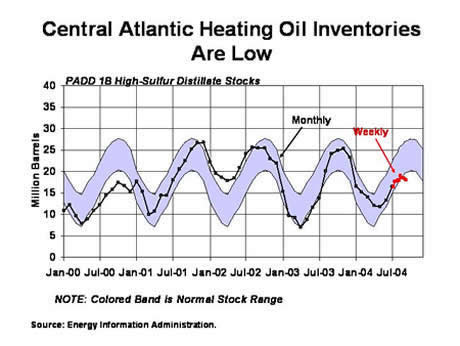 Central Atlantic Heating Oil Inventories
Are Low
PADD 1B High-Sulfur Distillate Stocks
Million Barrels
40
35
30
25
20
15
10
5
0
Monthly
Weekly
Jan-00 Jul-00 Jan-01 Jul-01 Jan-02 Jul-02 Jan-03 Jul-03 Jan-04 Jul-04
NOTE: Colored Band is Normal Stock Range
Source: Energy Information Administration.